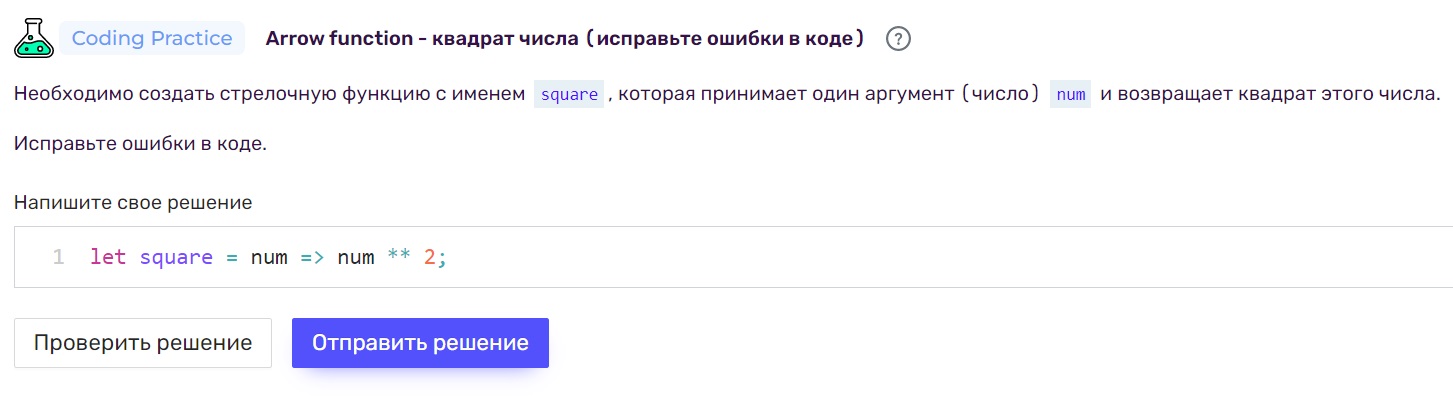 Coding Practice Arrow function - квадрат числа (исправьте ошибки в коде) ?
Необходимо создать стрелочную функцию с именем square , которая принимает один аргумент (число) num и возвращает квадрат этого числа.
Исправьте ошибки в коде.
Напишите свое решение
1 let square = num => num ** 2;
Проверить решение Отправить решение